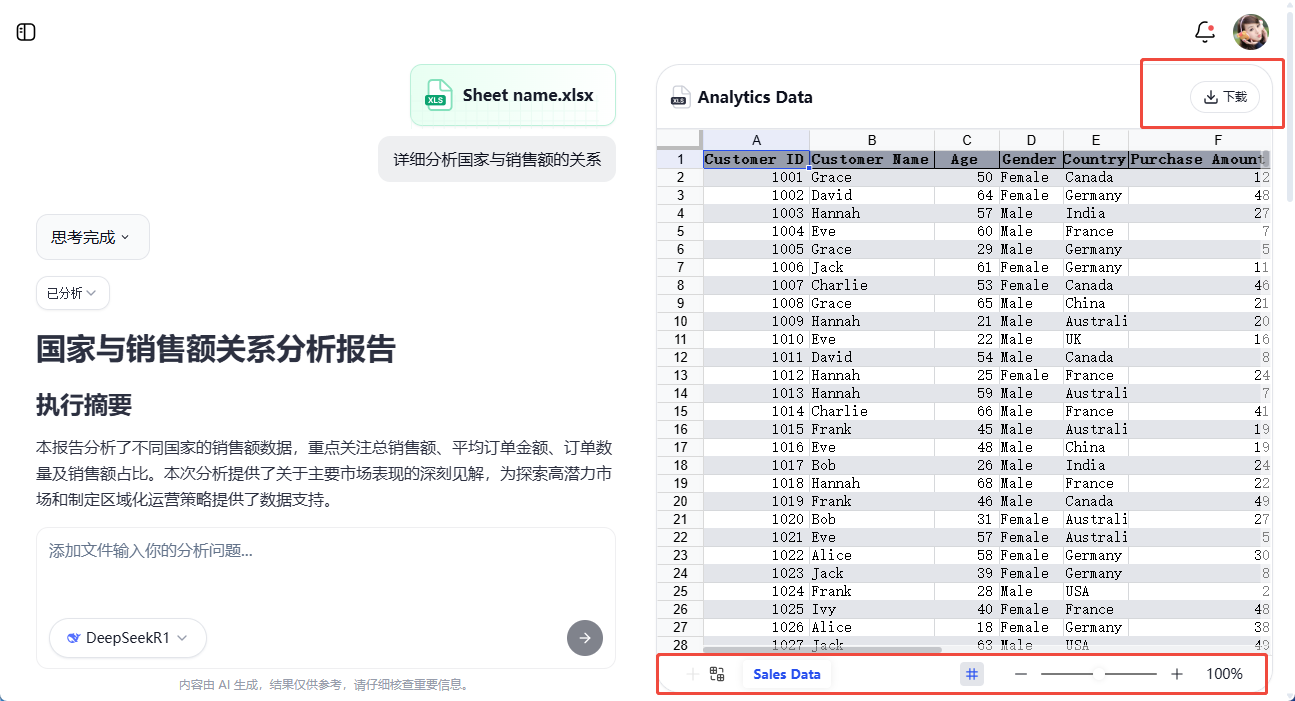 XLS Sheet name.xlsx
详细分析国家与销售额的关系
思考完成
已分析
国家与销售额关系分析报告
执行摘要
本报告分析了不同国家的销售额数据，重点关注总销售额、平均订单金额、订单数
量及销售额占比。本次分析提供了关于主要市场表现的深刻见解，为探索高潜力市
场和制定区域化运营策略提供了数据支持。
添加文件输入你的分析问题...
DeepSeekR1
内容由 AI 生成，结果仅供参考，请仔细核查重要信息。
XLS Analytics Data
下载
A B C D E F
1 Customer ID Customer Name Age Gender Country Purchase Amount
2 1001 Grace 50 Female Canada 12
3 1002 David 64 Female Germany 48
4 1003 Hannah 57 Male India 27
5 1004 Eve 60 Male France 7
6 1005 Grace 29 Male Germany 5
7 1006 Jack 61 Female Germany 11
8 1007 Charlie 53 Female Canada 46
9 1008 Grace 65 Male China 21
10 1009 Hannah 21 Male Australi 20
11 1010 Eve 22 Male UK 16
12 1011 David 54 Male Canada 8
13 1012 Hannah 25 Female France 24
14 1013 Hannah 59 Male Australi 7
15 1014 Charlie 66 Male France 41
16 1015 Frank 45 Male Australi 19
17 1016 Eve 48 Male China 19
18 1017 Bob 26 Male India 24
19 1018 Hannah 68 Male France 22
20 1019 Frank 46 Male Canada 49
21 1020 Bob 31 Female Australi 27
22 1021 Eve 57 Female Australi 5
23 1022 Alice 58 Female Germany 30
24 1023 Jack 39 Female Germany 8
25 1024 Frank 28 Male USA 2
26 1025 Ivy 40 Female France 48
27 1026 Alice 18 Female Germany 38
28 1027 Jack 63 Male USA 49
Sales Data
100%